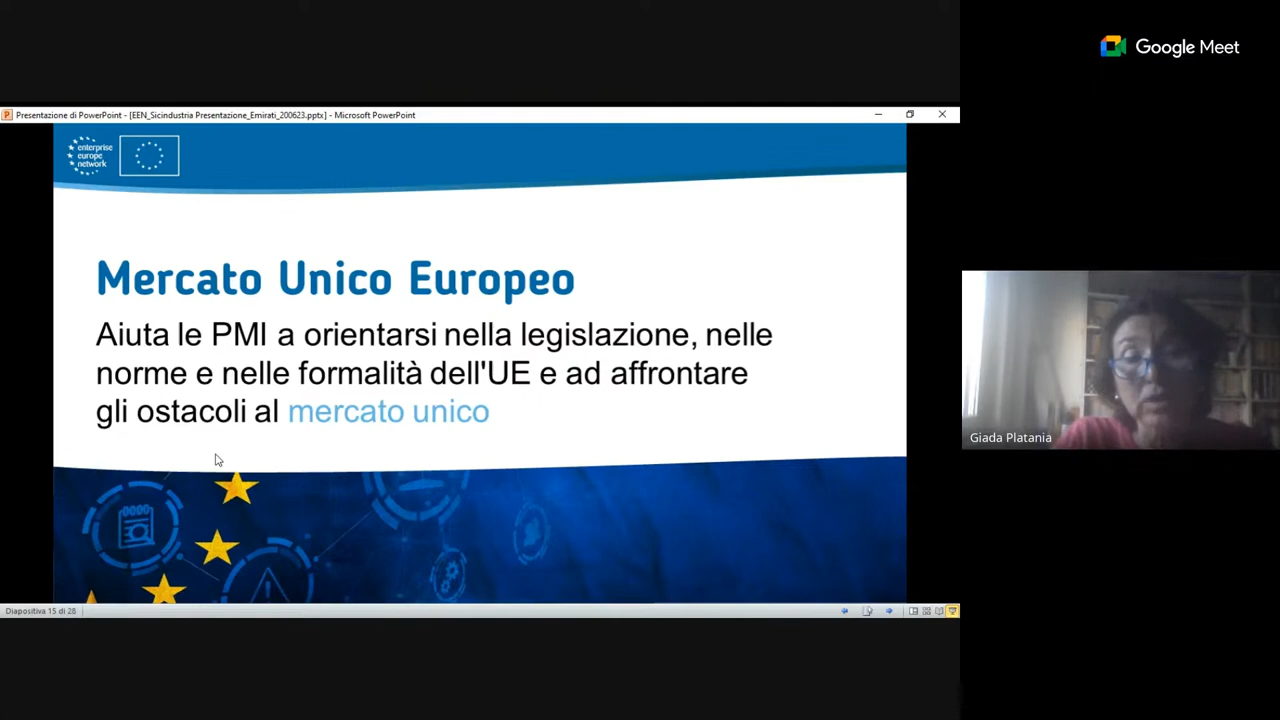 Google Meet
Presentazione di PowerPoint - [EEN_Sicindustria Presentazione_Emirati_200623.pptx] - Microsoft PowerPoint
enterprise
europe
network
Mercato Unico Europeo
Aiuta le PMI a orientarsi nella legislazione, nelle
norme e nelle formalità dell'UE e ad affrontare
gli ostacoli al mercato unico
Giada Platania
Diapositiva 15 di 28